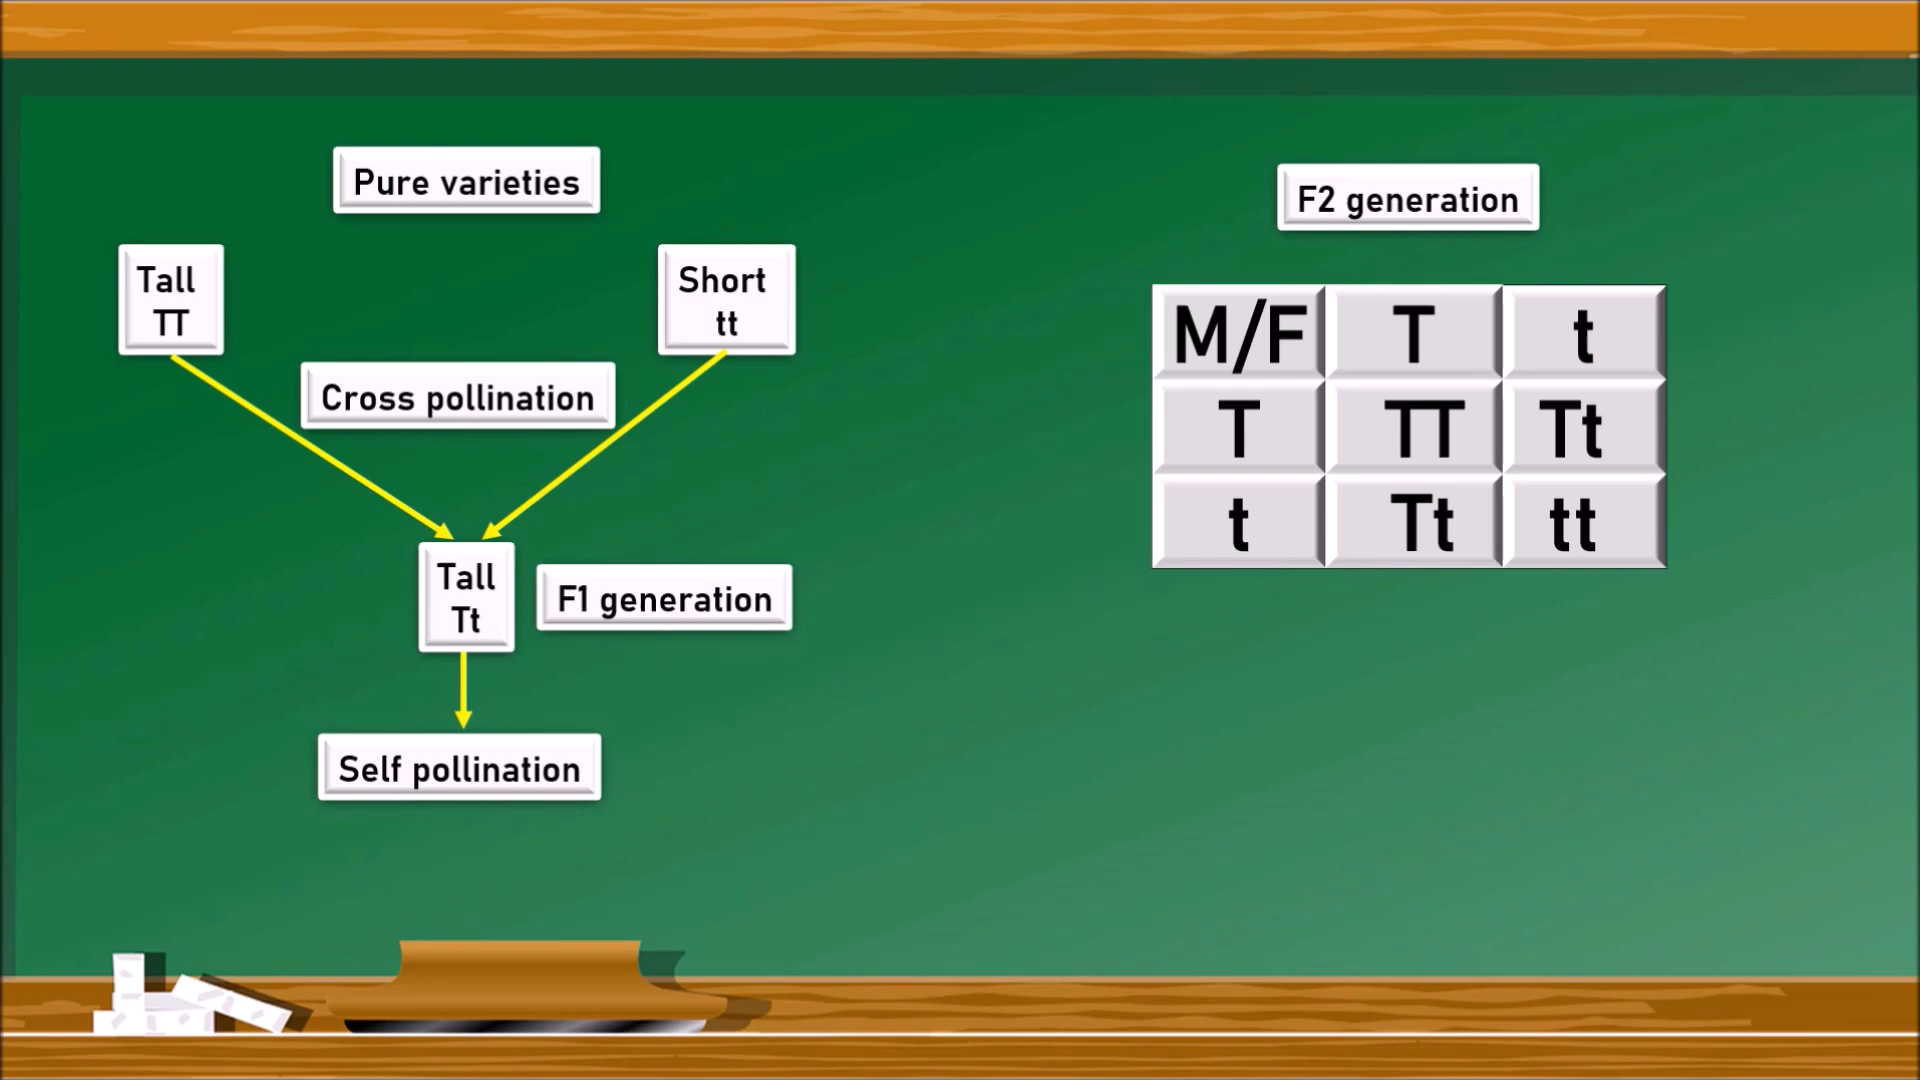 Pure varieties
Tall
TT
Short
tt
Cross pollination
Tall
Tt
F1 generation
Self pollination
F2 generation
M/F T t
T TT Tt
t Tt tt